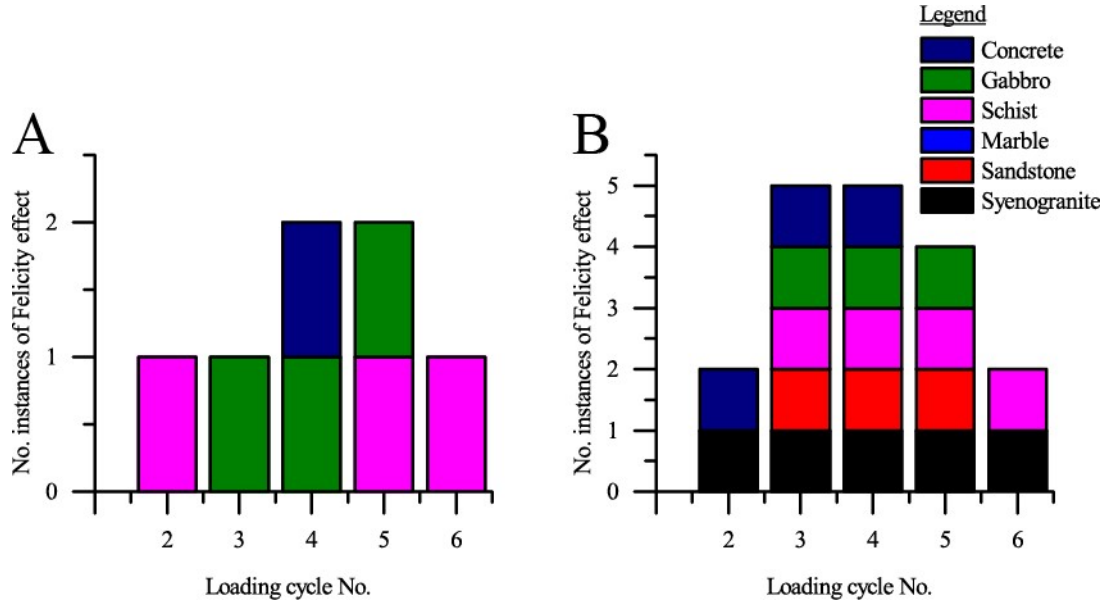 Legend
Concrete
Gabbro
Schist
Marble
Sandstone
Syenogranite
A
No. instances of Felicity effect
2
1
0
2 3 4 5 6
Loading cycle No.
B
No. instances of Felicity effect
5
4
3
2
1
0
2 3 4 5 6
Loading cycle No.